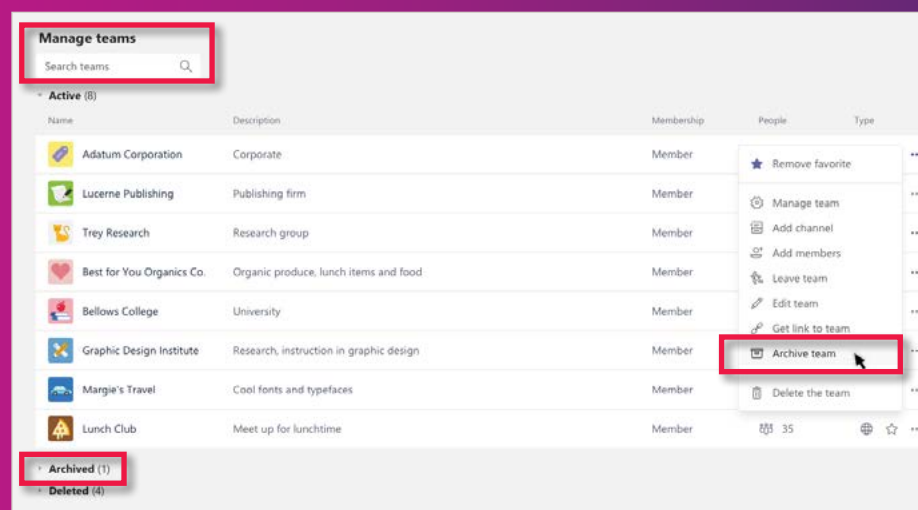 Manage teams
Search teams
Active (8)
Name Description Membership People Type
Adatum Corporation Corporate Member
Remove favorite
Lucerne Publishing Publishing firm Member
Manage team
Trey Research Research group Member
Add channel
Add members
Best for You Organics Co. Organic produce, lunch items and food Member
Leave team
Edit team
Bellows College University Member
Get link to team
Graphic Design Institute Research, instruction in graphic design Member
Archive team
Margie's Travel Cool fonts and typefaces Member
Delete the team
Lunch Club Meet up for lunchtime Member 35
Archived (1)
Deleted (4)